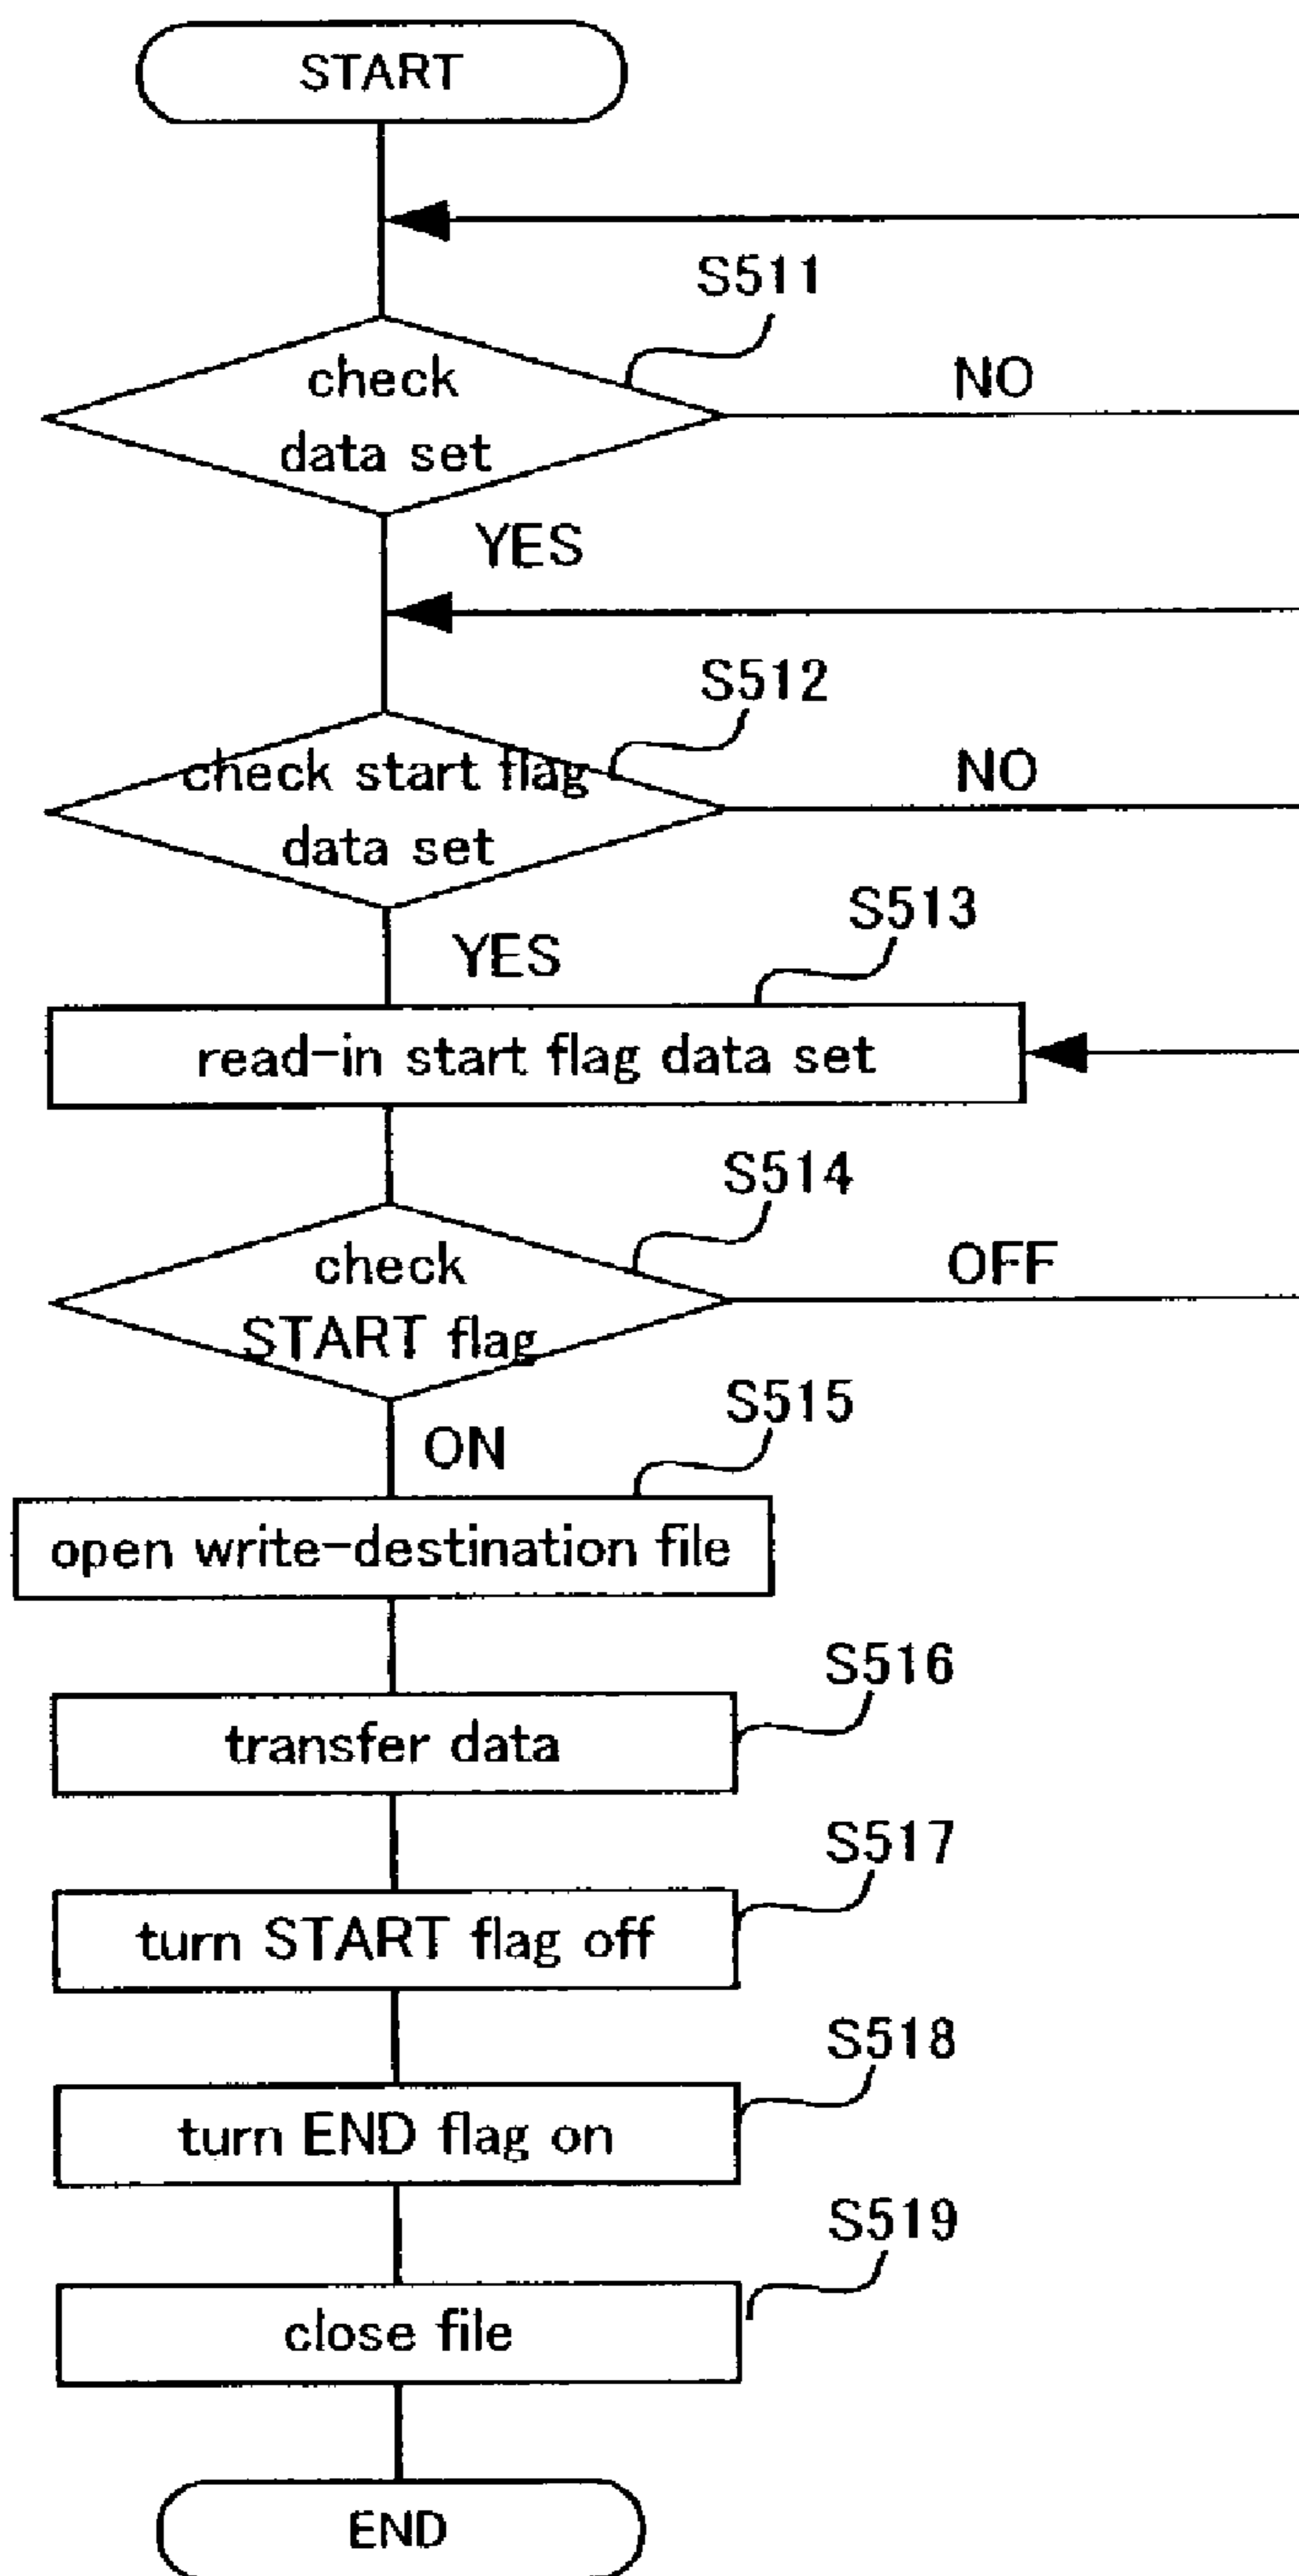 START
S511
check
data set
NO
YES
S512
check start flag
data set
NO
S513
YES
read-in start flag data set
S514
check
START flag
OFF
S515
ON
open write-destination file
S516
transfer data
S517
turn START flag off
S518
turn END flag on
S519
close file
END